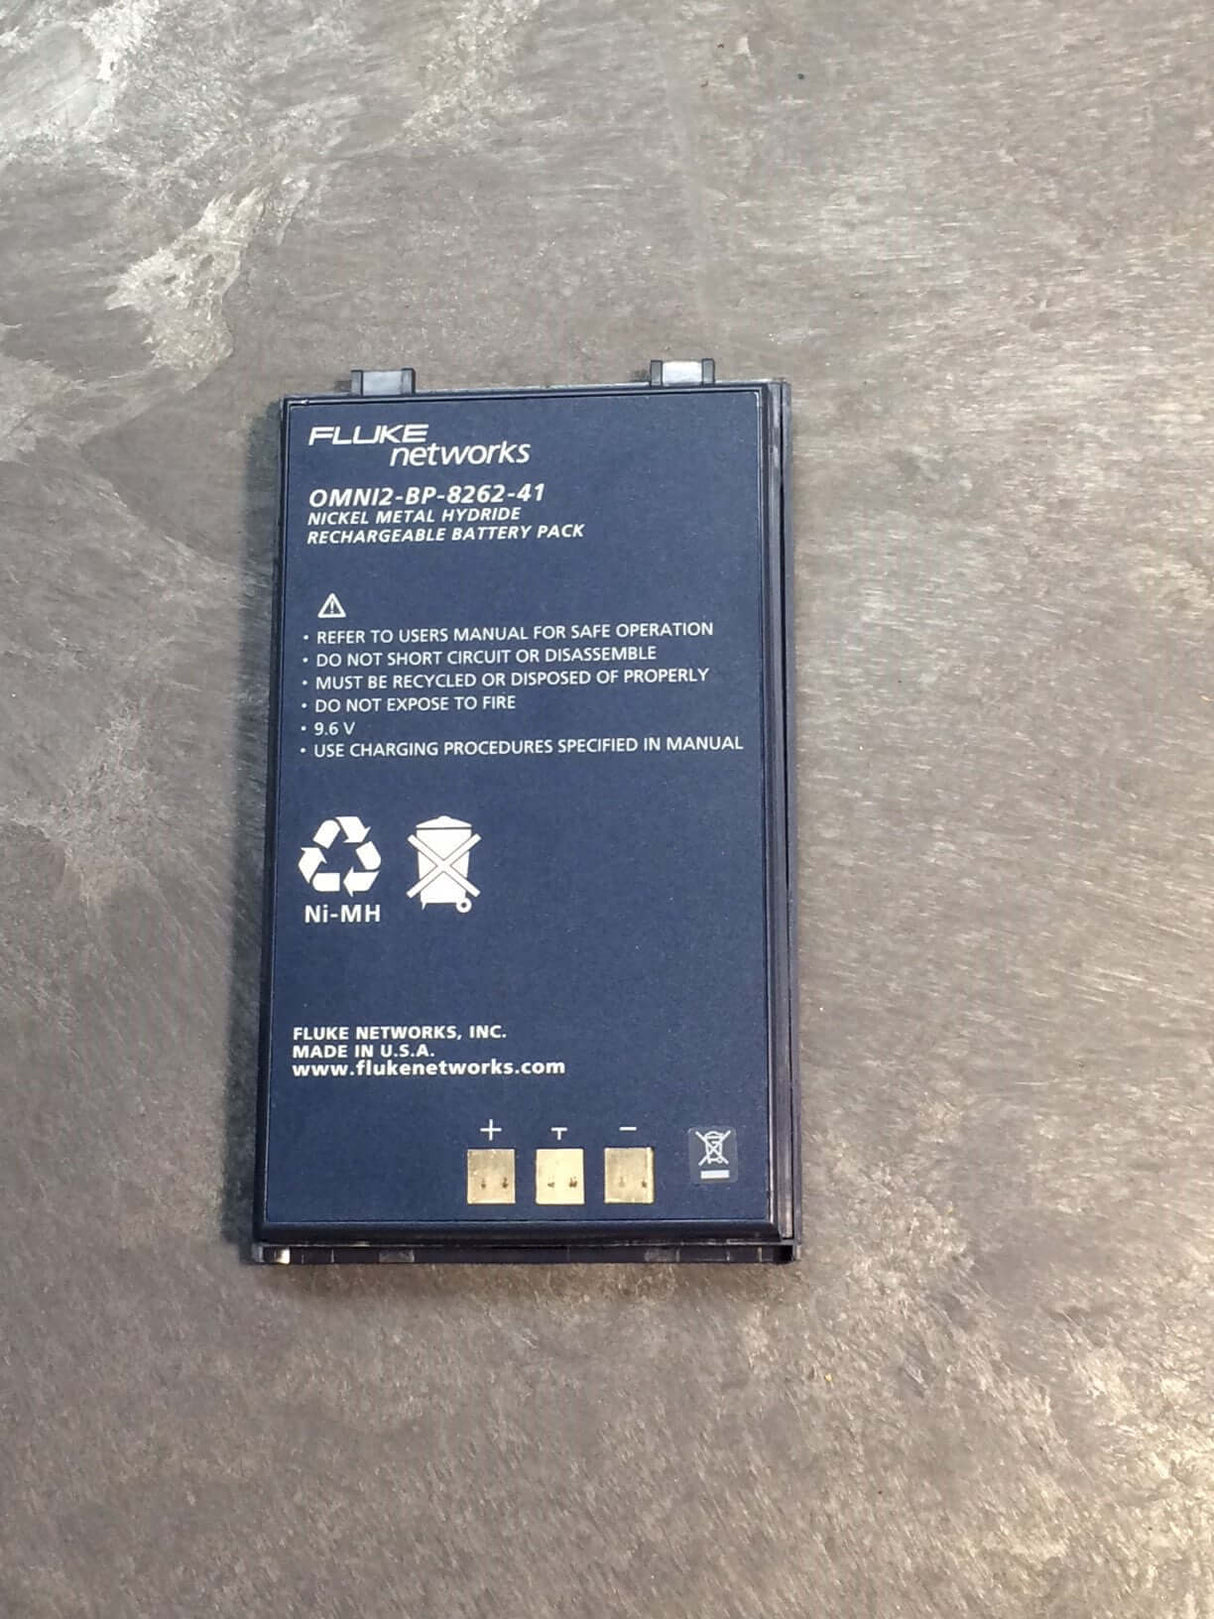 FLUKE
networks
OMNI2-BP-8262-41
NICKEL METAL HYDRIDE
RECHARGEABLE BATTERY PACK
• REFER TO USERS MANUAL FOR SAFE OPERATION
• DO NOT SHORT CIRCUIT OR DISASSEMBLE
• MUST BE RECYCLED OR DISPOSED OF PROPERLY
• DO NOT EXPOSE TO FIRE
• 9.6 V
• USE CHARGING PROCEDURES SPECIFIED IN MANUAL
Ni-MH
FLUKE NETWORKS, INC.
MADE IN U.S.A.
www.flukenetworks.com
+ T −